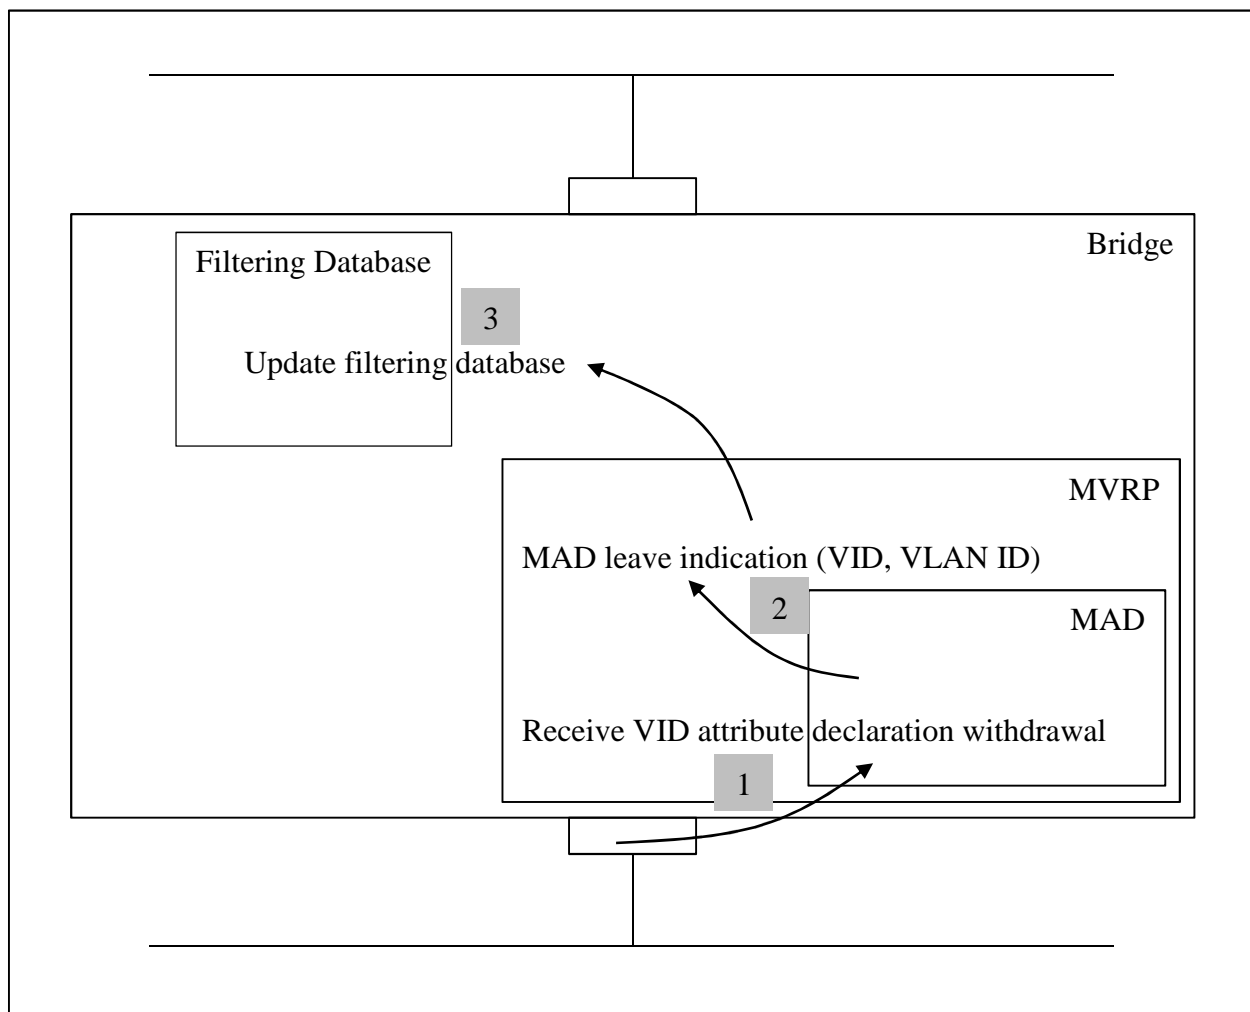 Bridge
Filtering Database
3
Update filtering database
MVRP
MAD leave indication (VID, VLAN ID)
2
MAD
Receive VID attribute declaration withdrawal
1